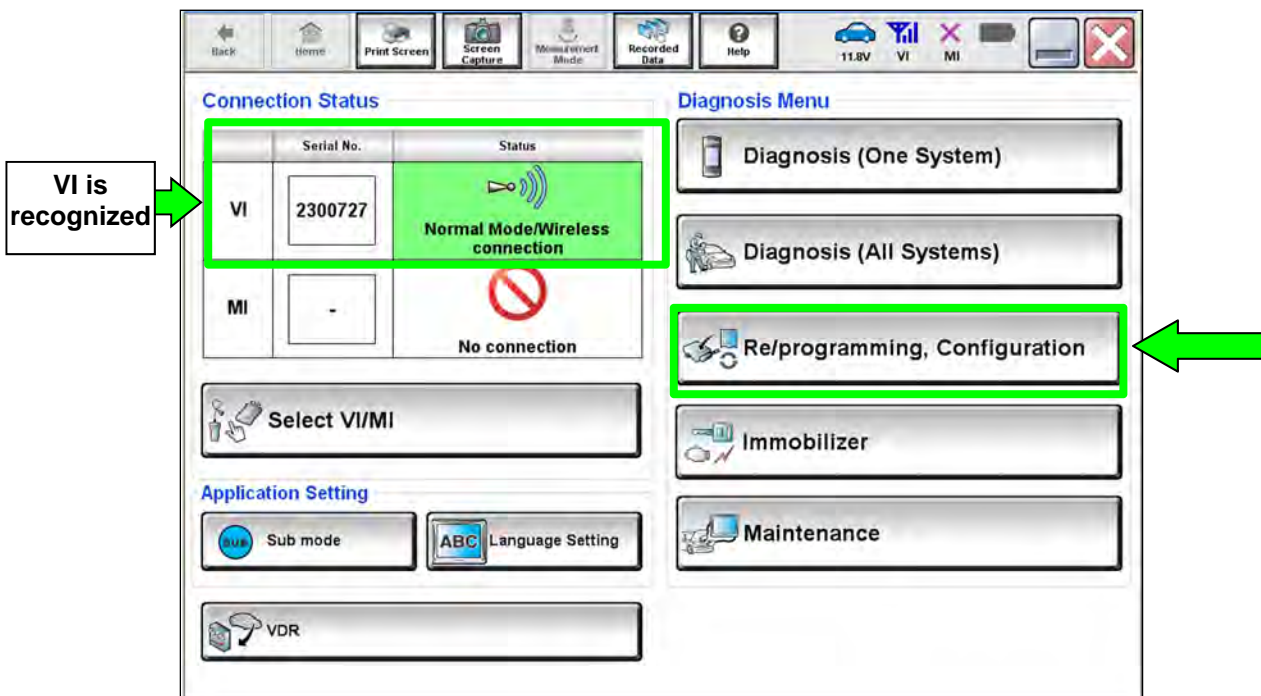 Back
Home
Print Screen
Screen
Capture
Measurement
Mode
Recorded
Data
Help
11.8V
VI
MI
Connection Status
Serial No.
Status
VI
2300727
Normal Mode/Wireless
connection
MI
-
No connection
Select VI/MI
Application Setting
SUB
Sub mode
ABC
Language Setting
VDR
Diagnosis Menu
Diagnosis (One System)
Diagnosis (All Systems)
Re/programming, Configuration
Immobilizer
Maintenance
VI is
recognized